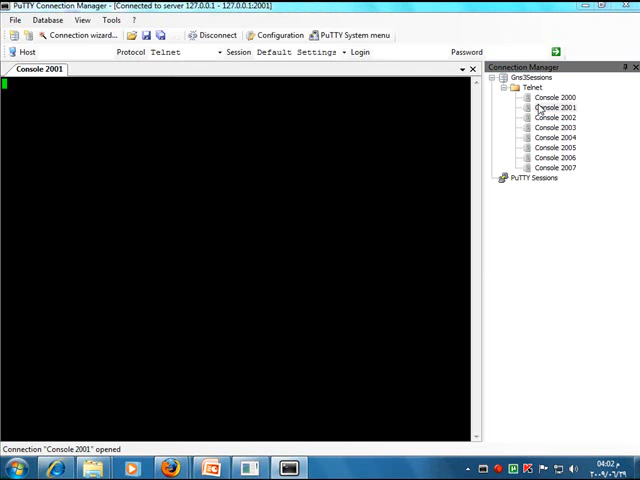 PuTTY Connection Manager - [Connected to server 127.0.0.1 - 127.0.0.1:2001]
File Database View Tools ?
Connection wizard... Disconnect Configuration PuTTY System menu
Host Protocol Telnet Session Default Settings Login Password
Console 2001
Connection Manager
Gns3Sessions
Telnet
Console 2000
Console 2001
Console 2002
Console 2003
Console 2004
Console 2005
Console 2006
Console 2007
PuTTY Sessions
Connection "Console 2001" opened
04:02 م
٢٠٠٩/٠٦/٢٩